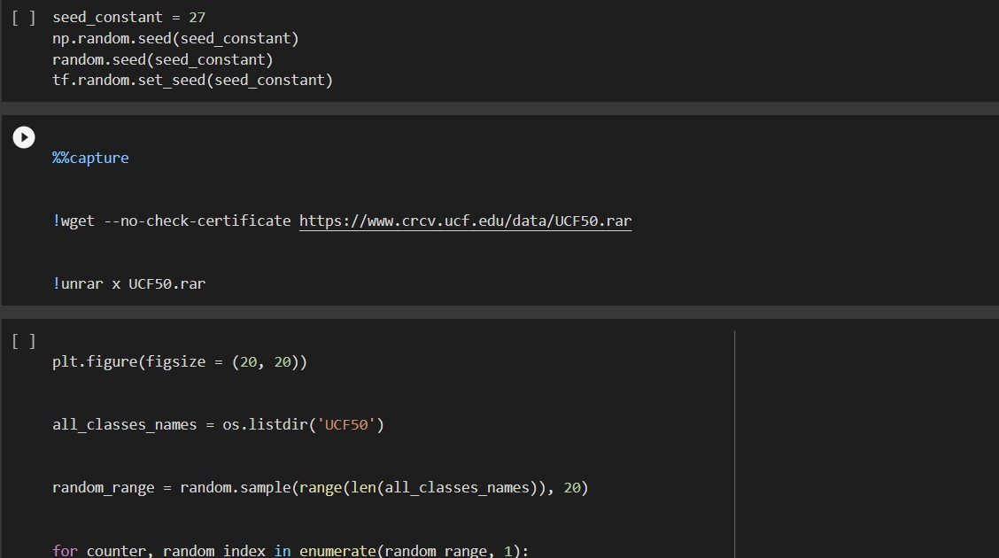 [ ] seed_constant = 27
np.random.seed(seed_constant)
random.seed(seed_constant)
tf.random.set_seed(seed_constant)
%%capture
!wget --no-check-certificate https://www.crcv.ucf.edu/data/UCF50.rar
!unrar x UCF50.rar
[ ]
plt.figure(figsize = (20, 20))
all_classes_names = os.listdir('UCF50')
random_range = random.sample(range(len(all_classes_names)), 20)
for counter, random_index in enumerate(random_range, 1):